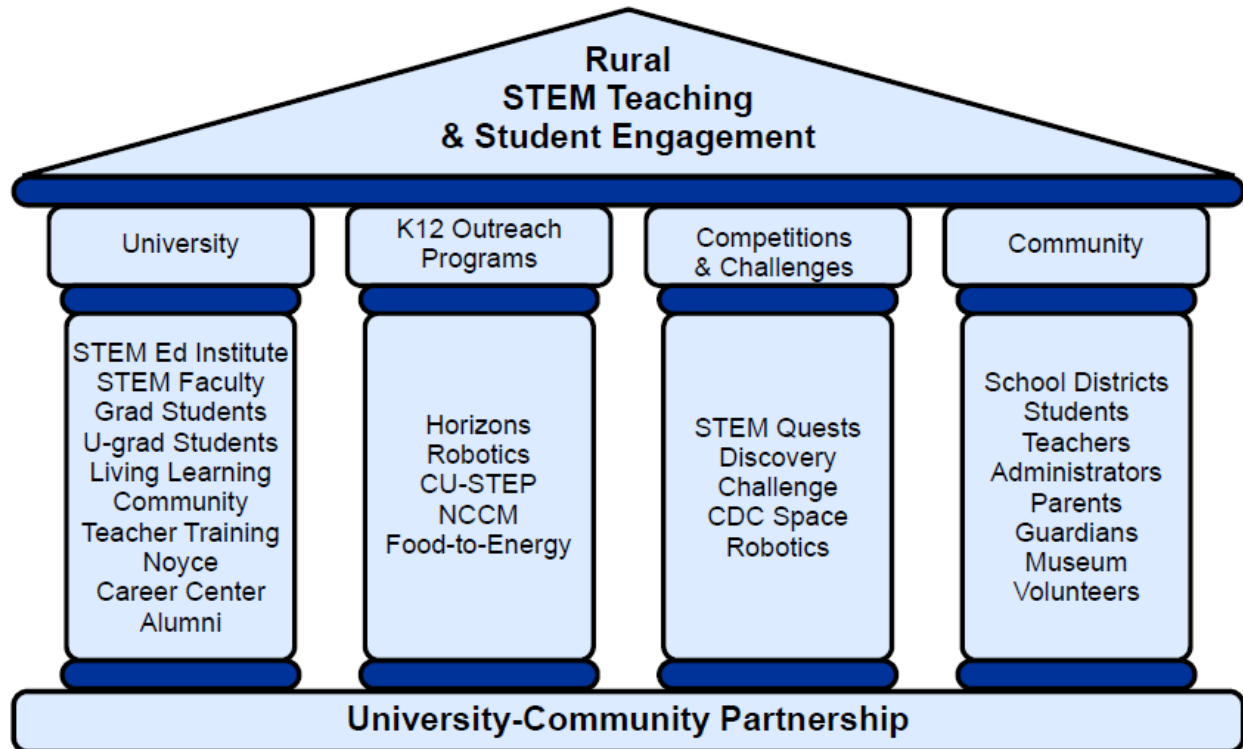 Rural
STEM Teaching
& Student Engagement
University
STEM Ed Institute
STEM Faculty
Grad Students
U-grad Students
Living Learning
Community
Teacher Training
Noyce
Career Center
Alumni
K12 Outreach
Programs
Horizons
Robotics
CU-STEP
NCCM
Food-to-Energy
Competitions
& Challenges
STEM Quests
Discovery
Challenge
CDC Space
Robotics
Community
School Districts
Students
Teachers
Administrators
Parents
Guardians
Museum
Volunteers
University-Community Partnership